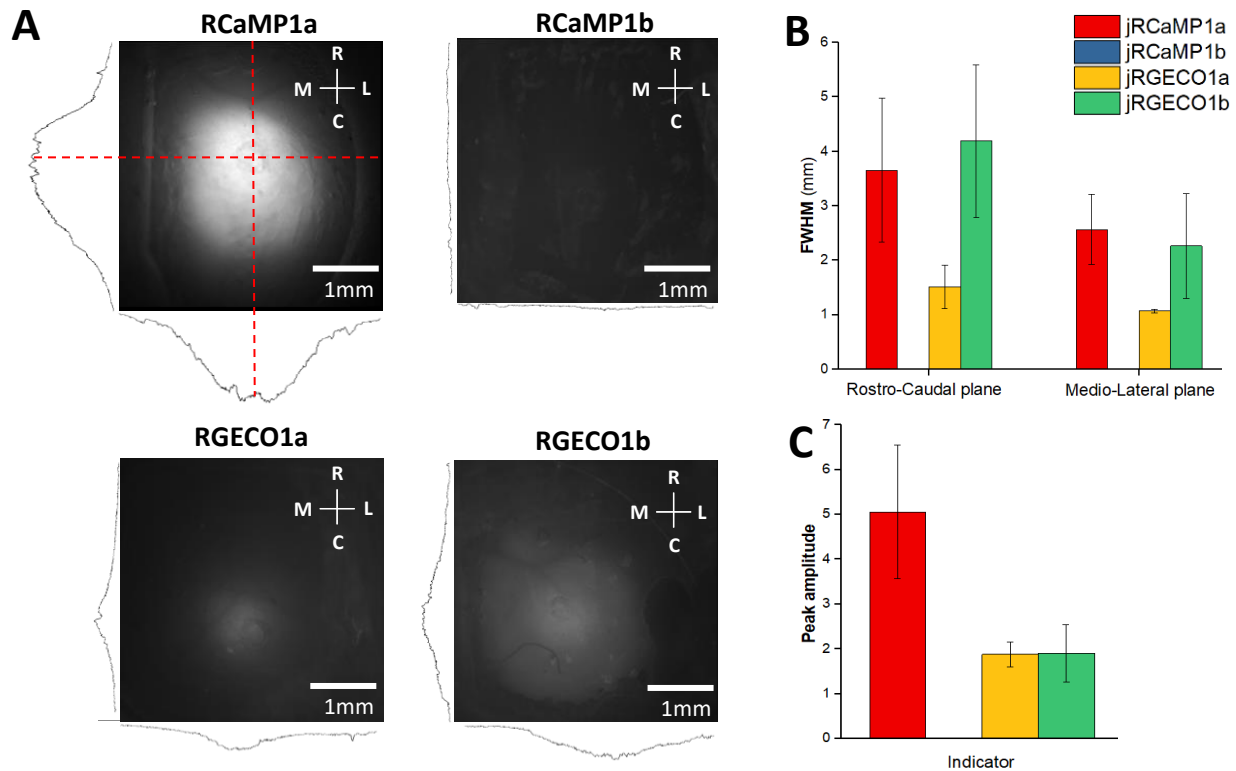 A
RCaMP1a
R
M L
C
1mm
RCaMP1b
R
M L
C
1mm
RGECO1a
R
M L
C
1mm
RGECO1b
R
M L
C
1mm
B
jRCaMP1a
jRCaMP1b
jRGECO1a
jRGECO1b
6
5
4
3
2
1
0
FWHM (mm)
Rostro-Caudal plane
Medio-Lateral plane
C
7
6
5
4
3
2
1
0
Peak amplitude
Indicator